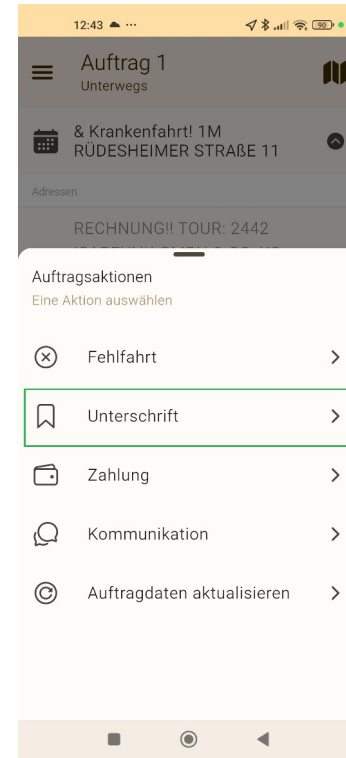 12:43
90
Auftrag 1
Unterwegs
& Krankenfahrt! 1M
RÜDESHEIMER STRAßE 11
Adressen
RECHNUNG!! TOUR: 2442
Auftragsaktionen
Eine Aktion auswählen
Fehlfahrt
Unterschrift
Zahlung
Kommunikation
Auftragdaten aktualisieren